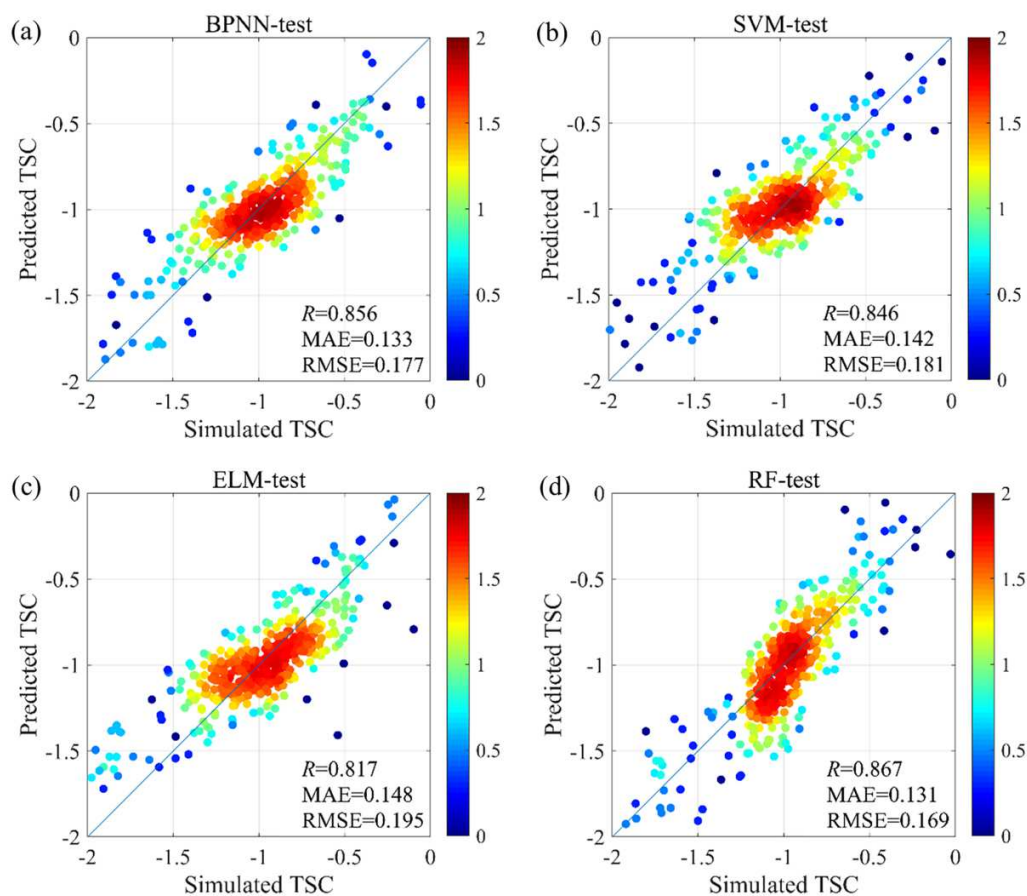 (a)
BPNN-test
0
-0.5
-1
-1.5
-2
Predicted TSC
R=0.856
MAE=0.133
RMSE=0.177
-2 -1.5 -1 -0.5 0
Simulated TSC
2
1.5
1
0.5
0
(b)
SVM-test
0
-0.5
-1
-1.5
-2
Predicted TSC
R=0.846
MAE=0.142
RMSE=0.181
-2 -1.5 -1 -0.5 0
Simulated TSC
2
1.5
1
0.5
0
(c)
ELM-test
0
-0.5
-1
-1.5
-2
Predicted TSC
R=0.817
MAE=0.148
RMSE=0.195
-2 -1.5 -1 -0.5 0
Simulated TSC
2
1.5
1
0.5
0
(d)
RF-test
0
-0.5
-1
-1.5
-2
Predicted TSC
R=0.867
MAE=0.131
RMSE=0.169
-2 -1.5 -1 -0.5 0
Simulated TSC
2
1.5
1
0.5
0